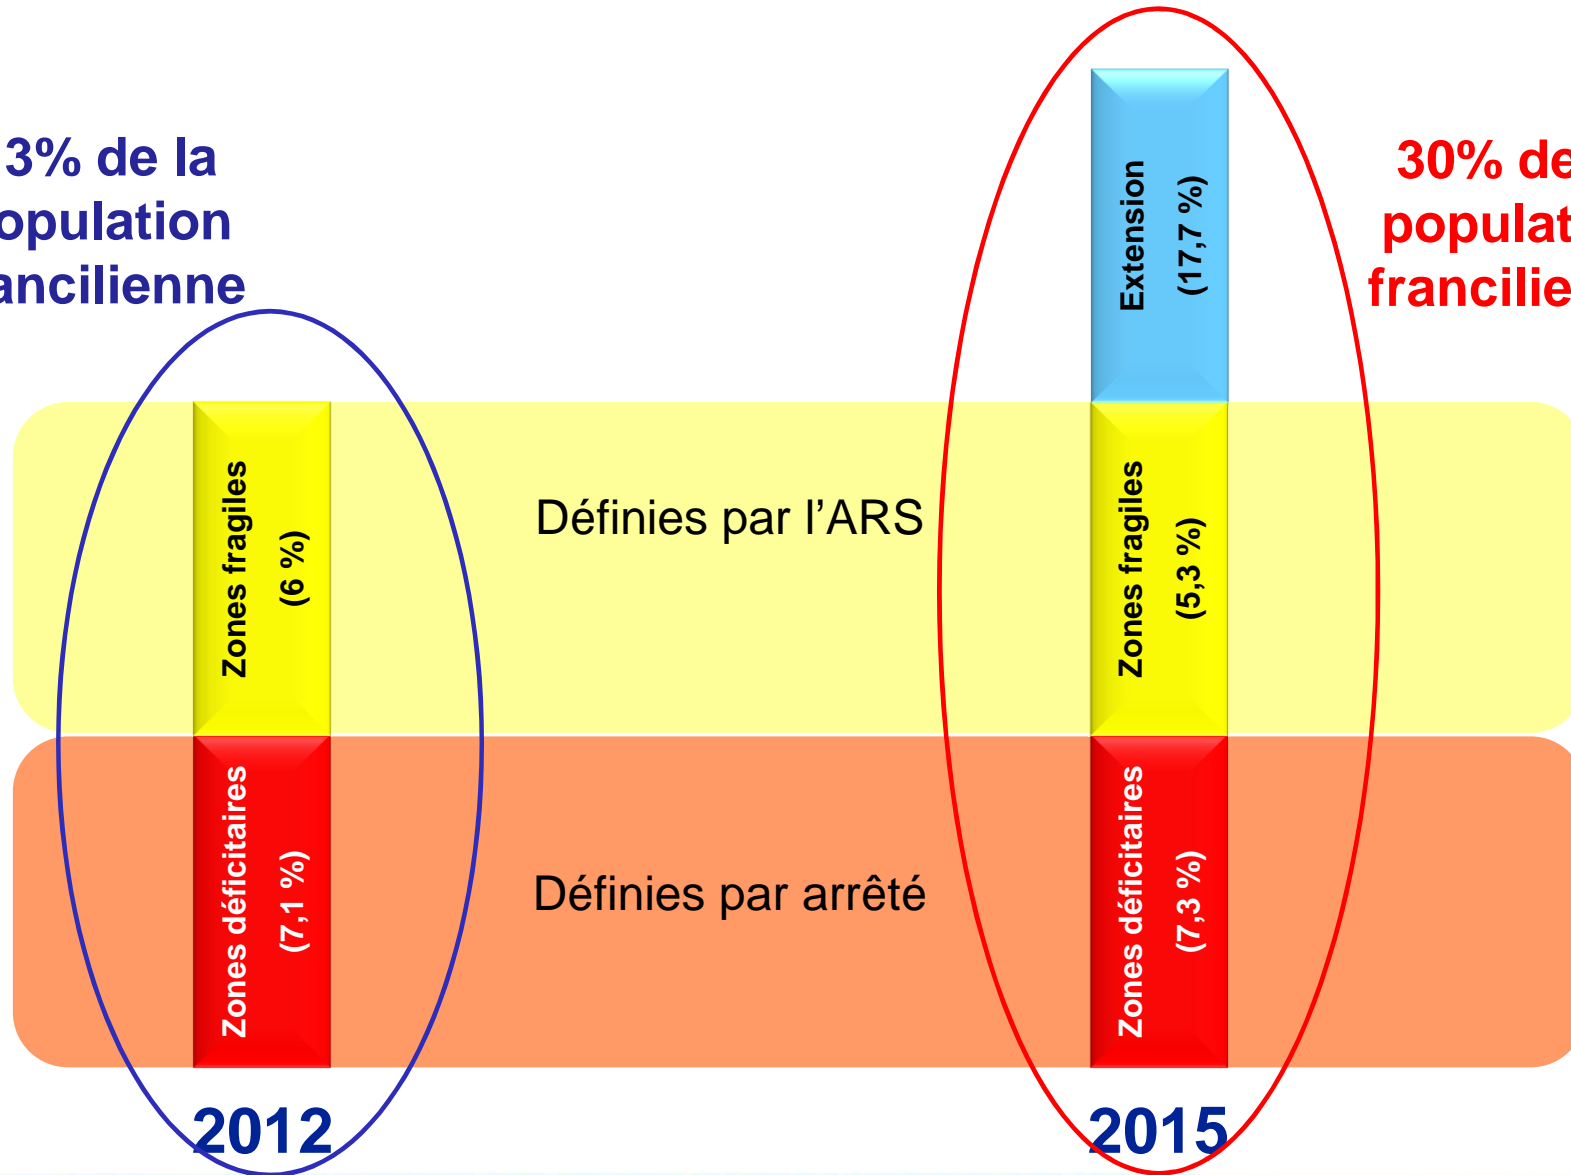 3% de la
opulation
ancilienne
30% de
populat
francilie
Extension
(17,7 %)
Zones fragiles
(6 %)
Définies par l’ARS
Zones fragiles
(5,3 %)
Zones déficitaires
(7,1 %)
Définies par arrêté
Zones déficitaires
(7,3 %)
2012
2015